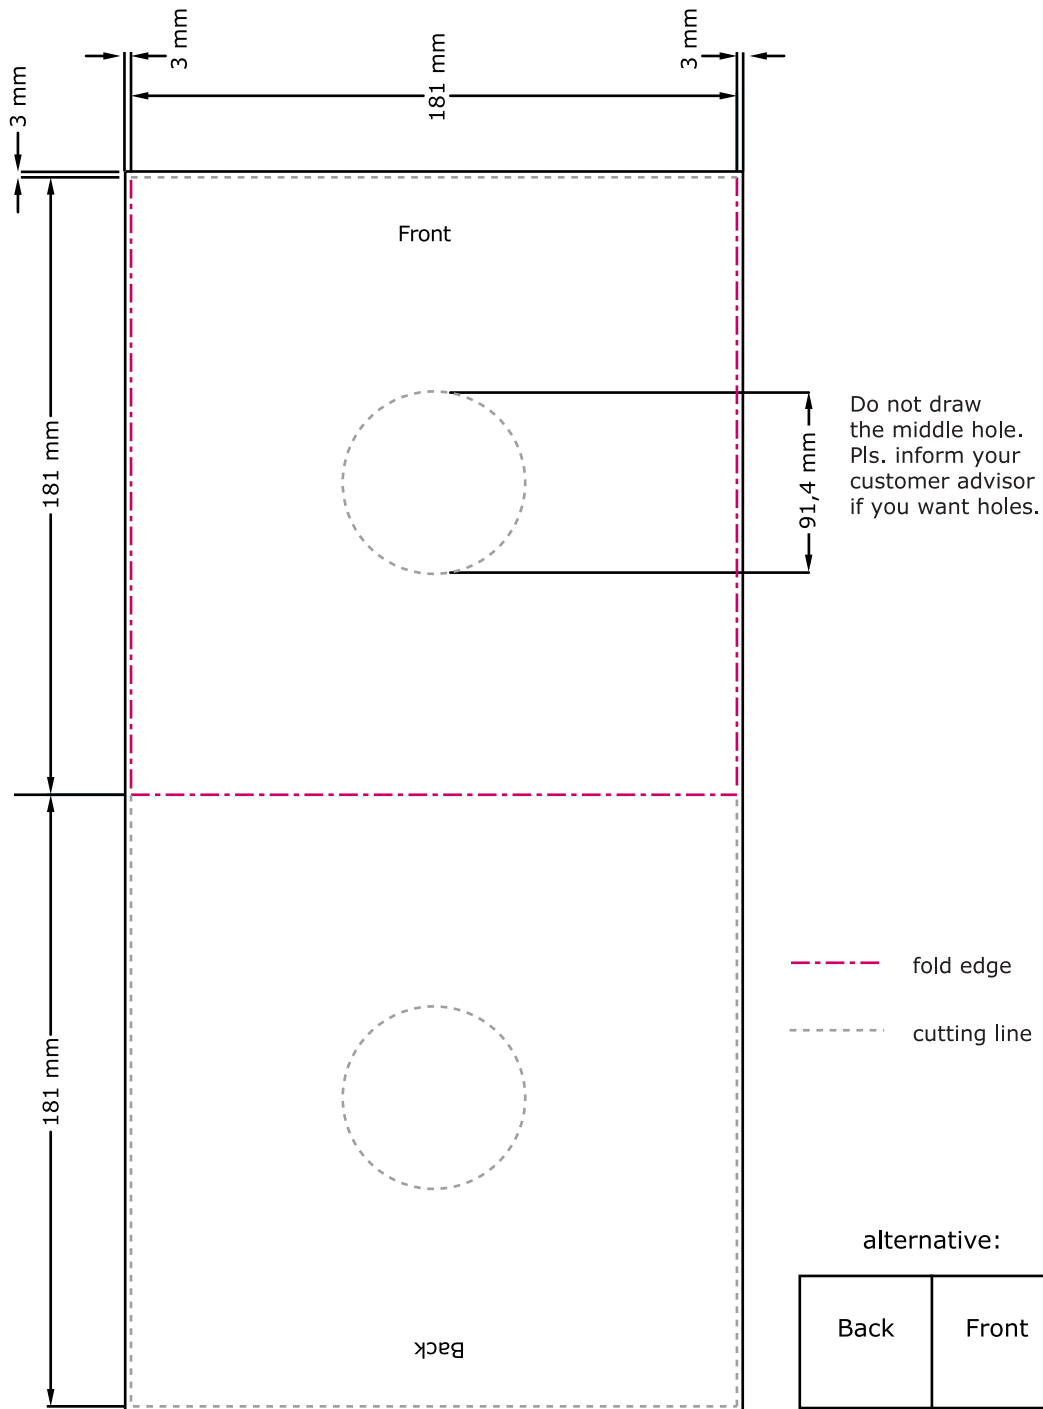 3 mm
181 mm
3 mm
3 mm
Front
181 mm
91,4 mm
Do not draw
the middle hole.
Pls. inform your
customer advisor
if you want holes.
fold edge
cutting line
181 mm
alternative:
Back
Front
Back